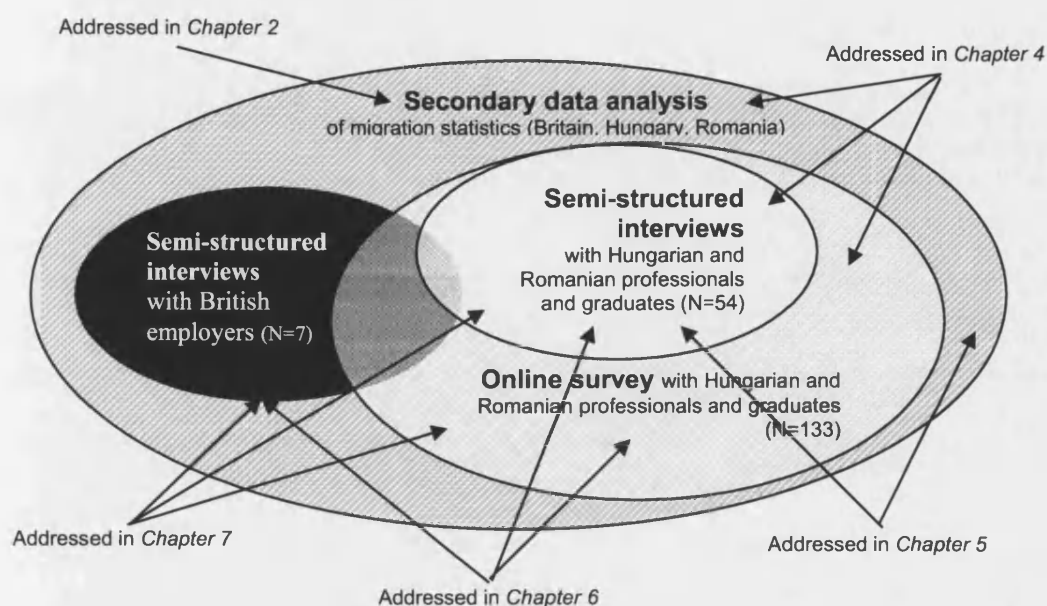 Addressed in Chapter 2
Addressed in Chapter 4
Secondary data analysis
of migration statistics (Britain, Hungary, Romania)
Semi-structured
interviews
with British
employers (N=7)
Semi-structured
interviews
with Hungarian and
Romanian professionals
and graduates (N=54)
Online survey with Hungarian and
Romanian professionals and graduates
(N=133)
Addressed in Chapter 7
Addressed in Chapter 5
Addressed in Chapter 6